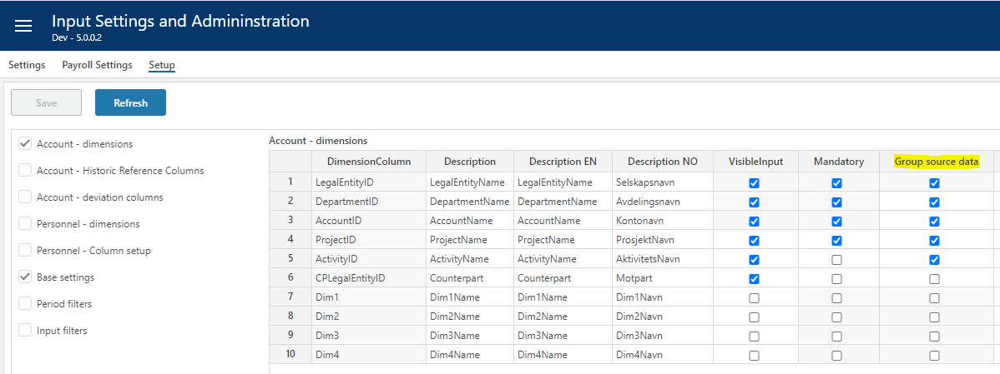 Input Settings and Admininstration
Dev - 5.0.0.2
Settings Payroll Settings Setup
Save Refresh
Account - dimensions
Account - Historic Reference Columns
Account - deviation columns
Personnel - dimensions
Personnel - Column setup
Base settings
Period filters
Input filters
Account - dimensions
DimensionColumn Description Description EN Description NO VisibleInput Mandatory Group source data
1 LegalEntityID LegalEntityName LegalEntityName Selskapsnavn
2 DepartmentID DepartmentName DepartmentName Avdelingsnavn
3 AccountID AccountName AccountName Kontonavn
4 ProjectID ProjectName ProjectName ProsjektNavn
5 ActivityID ActivityName ActivityName AktivitetsNavn
6 CPLegalEntityID Counterpart Counterpart Motpart
7 Dim1 Dim1Name Dim1Name Dim1Navn
8 Dim2 Dim2Name Dim2Name Dim2Navn
9 Dim3 Dim3Name Dim3Name Dim3Navn
10 Dim4 Dim4Name Dim4Name Dim4Navn